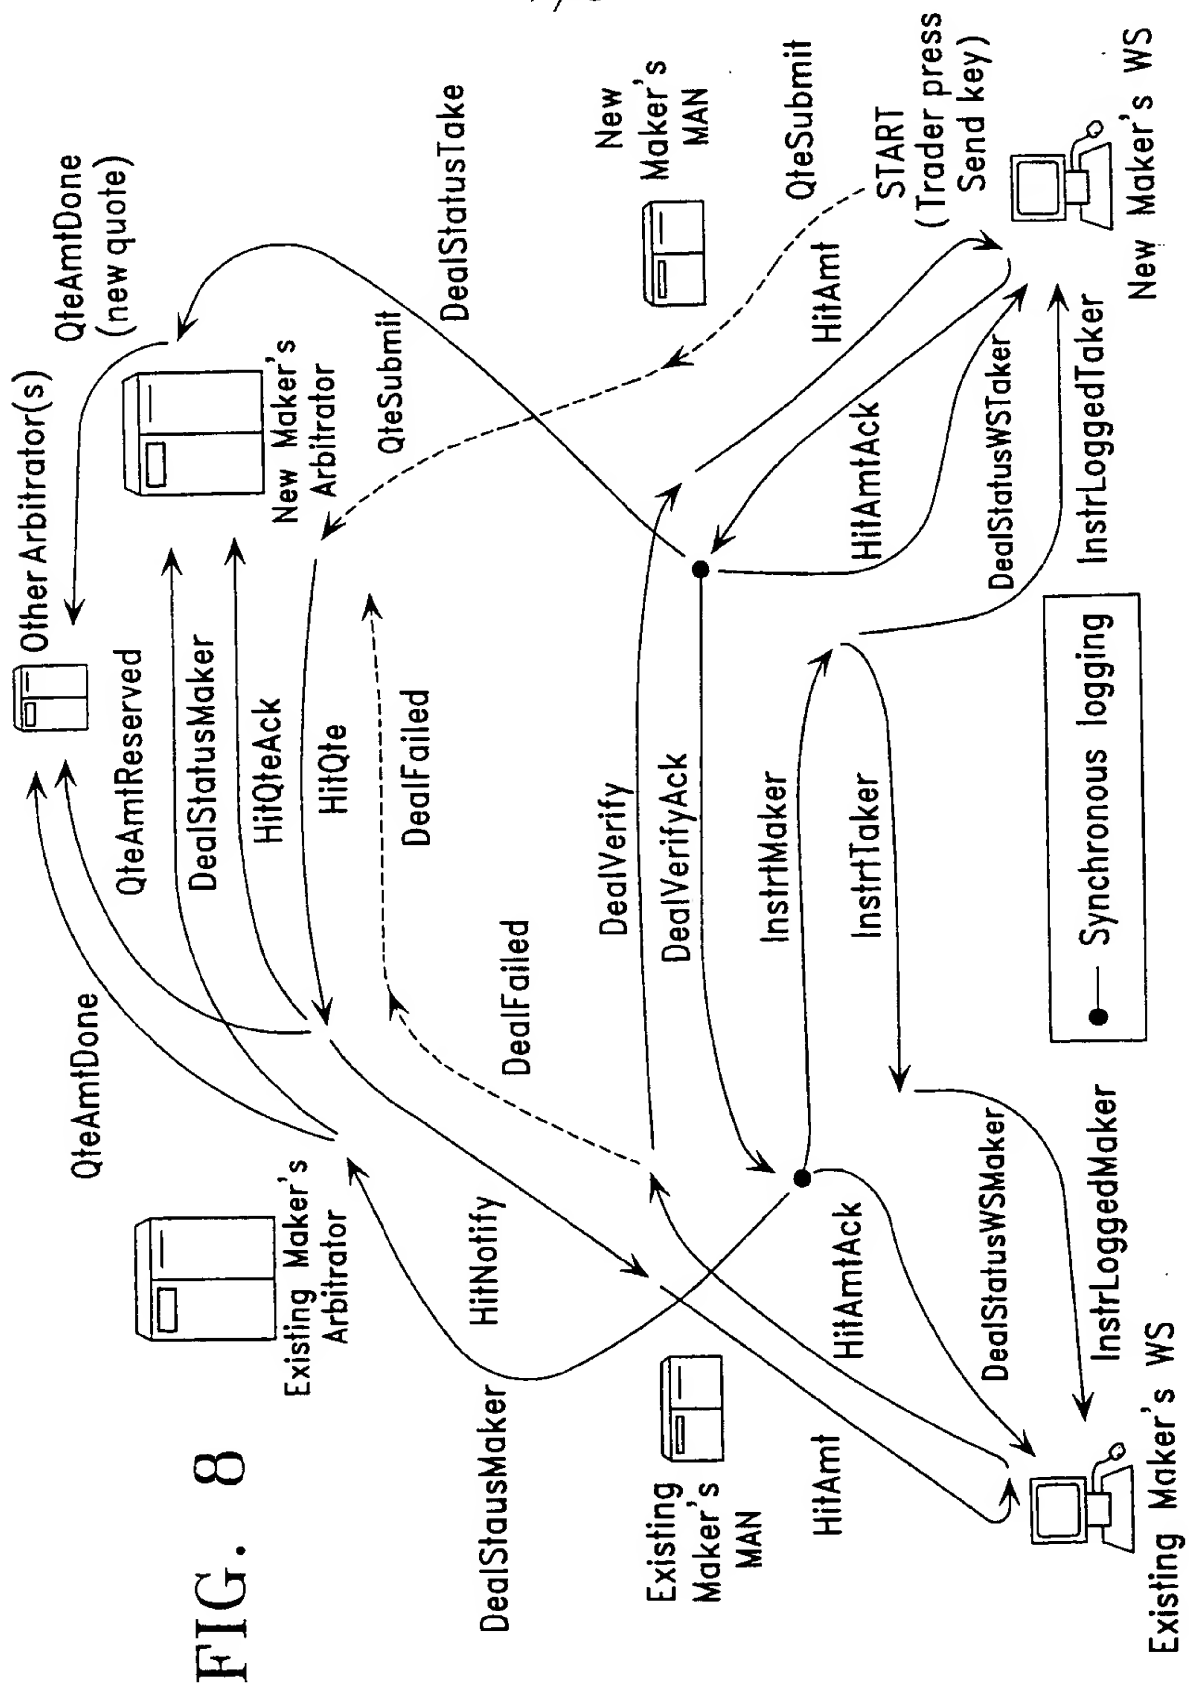 FIG. 8
Other Arbitrator(s)
QteAmtDone
(new quote)
QteAmtDone
Existing Maker's
Arbitrator
QteAmtReserved
DealStatusMaker
HitQteAck
HitQte
New Maker's
Arbitrator
DealFailed
QteSubmit
DealStatusTake
DealStausMaker
HitNotify
DealFailed
Existing
Maker's
MAN
DealVerify
DealVerifyAck
New
Maker's
MAN
QteSubmit
HitAmt
HitAmtAck
InstrtMaker
InstrtTaker
HitAmtAck
HitAmt
START
(Trader press
Send key)
DealStatusWSMaker
DealStatusWSTaker
InstrLoggedMaker
Synchronous logging
InstrLoggedTaker
Existing Maker's WS
New Maker's WS